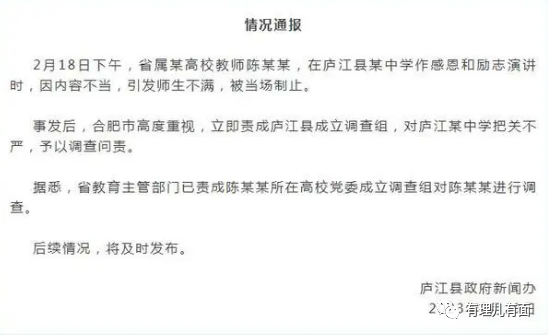 情况通报
2月18日下午，省属某高校教师陈某某，在庐江县某中学作感恩和励志演讲
时，因内容不当，引发师生不满，被当场制止。
事发后，合肥市高度重视，立即责成庐江县成立调查组，对庐江某中学把关不
严，予以调查问责。
据悉，省教育主管部门已责成陈某某所在高校党委成立调查组对陈某某进行
调查。
后续情况，将及时发布。
庐江县政府新闻办
有理儿有面